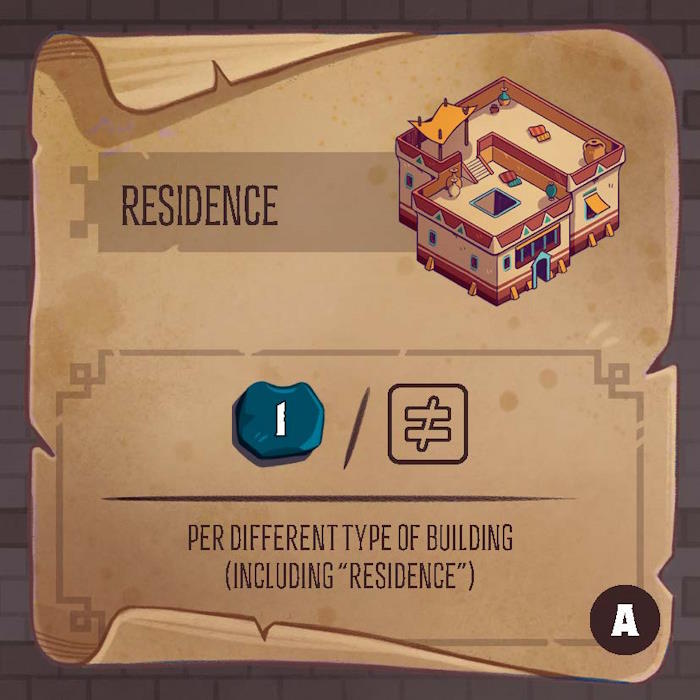 RESIDENCE
1 / ≠
PER DIFFERENT TYPE OF BUILDING
(INCLUDING “RESIDENCE”)
A